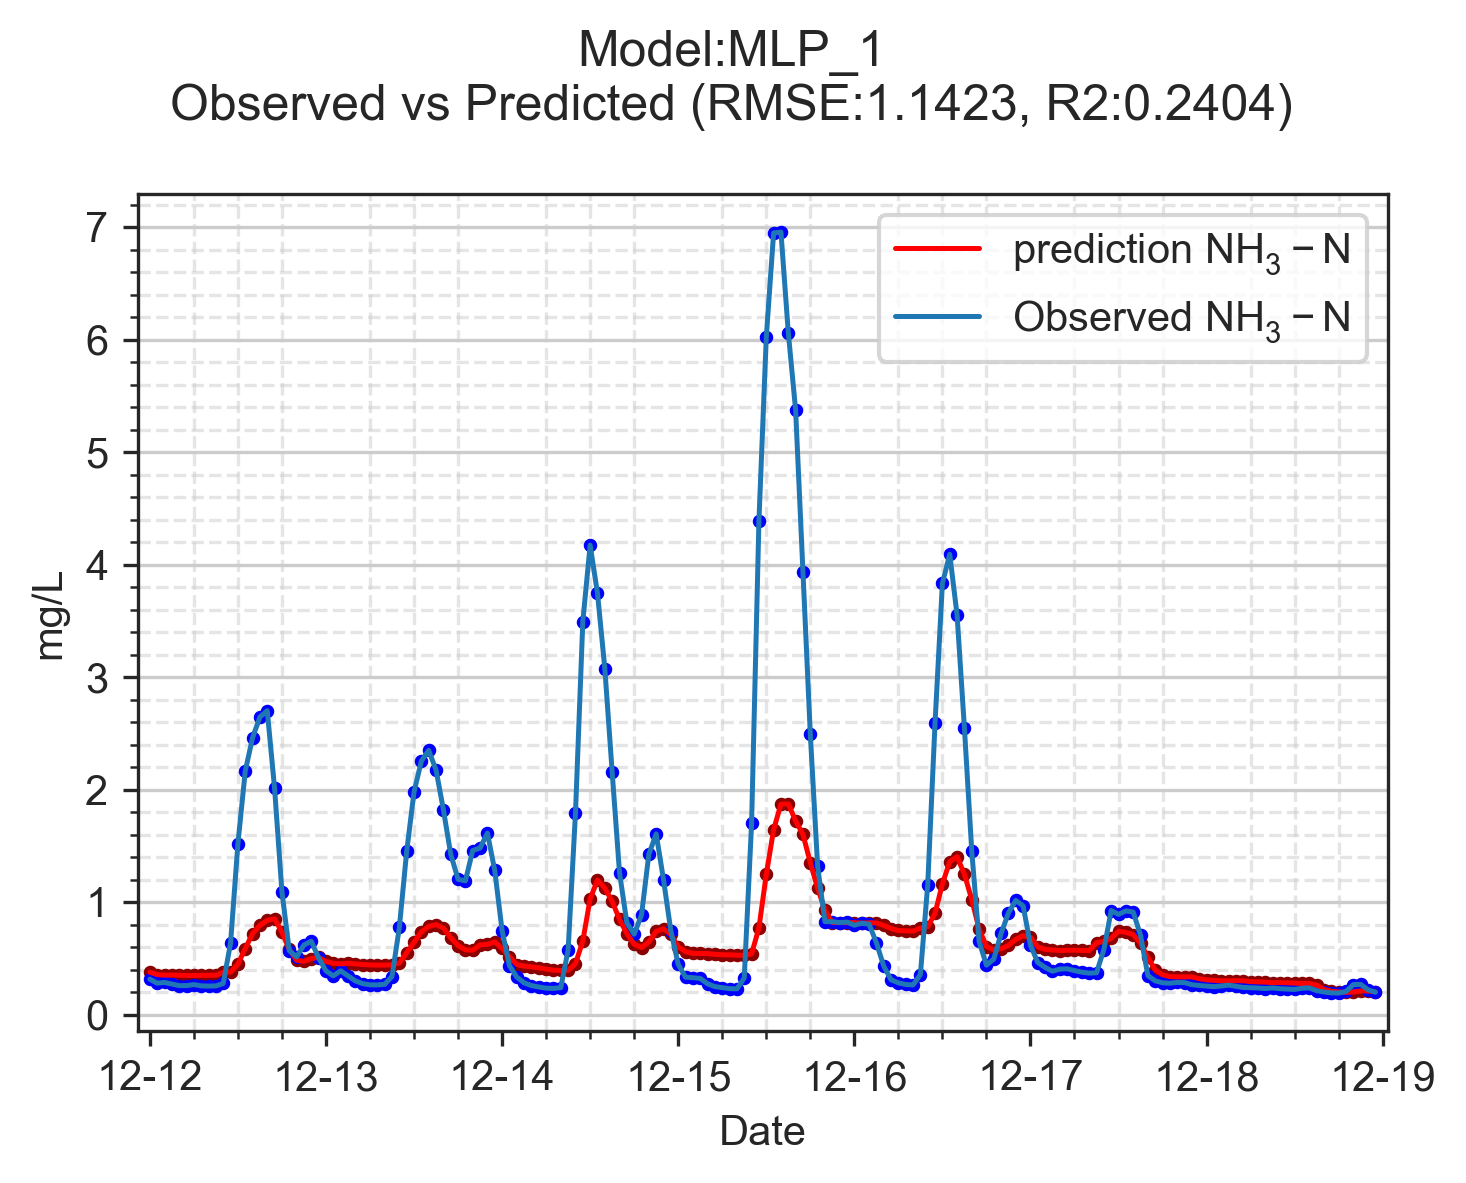 Model:MLP_1
Observed vs Predicted (RMSE:1.1423, R2:0.2404)
prediction NH₃ − N
Observed NH₃ − N
7
6
5
4
3
2
1
0
mg/L
12-12 12-13 12-14 12-15 12-16 12-17 12-18 12-19
Date